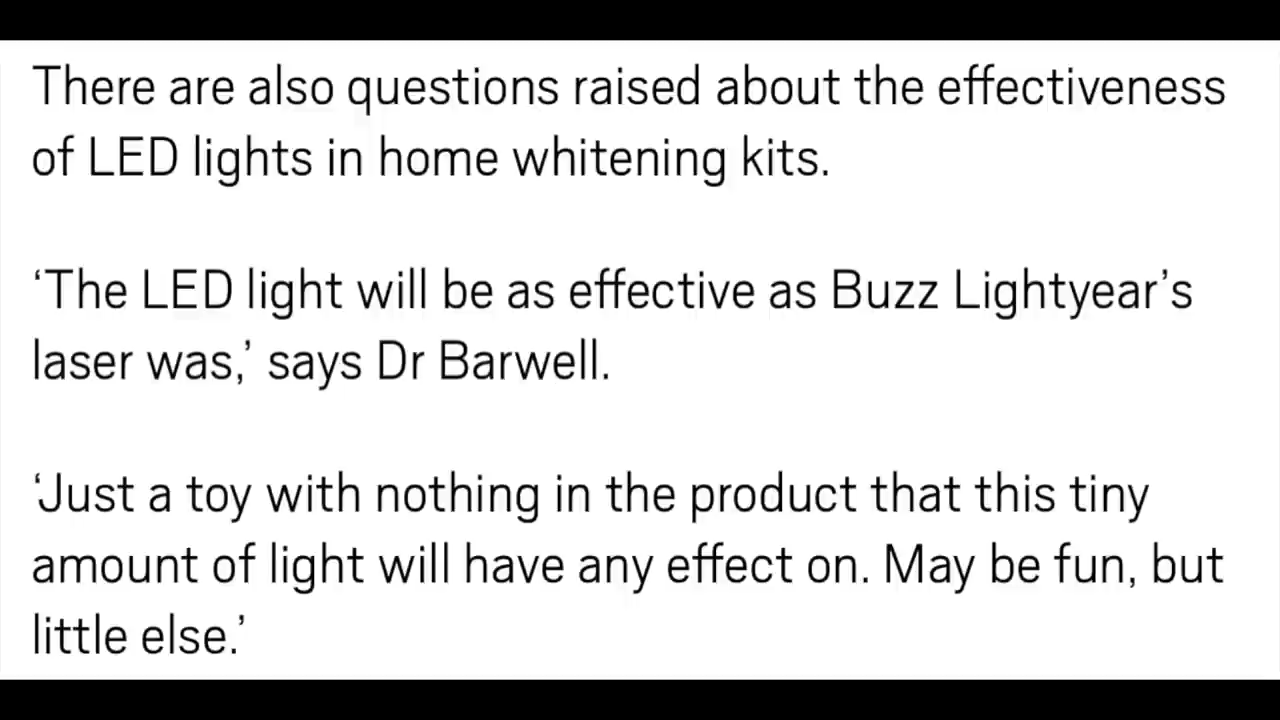 There are also questions raised about the effectiveness
of LED lights in home whitening kits.
‘The LED light will be as effective as Buzz Lightyear’s
laser was,’ says Dr Barwell.
‘Just a toy with nothing in the product that this tiny
amount of light will have any effect on. May be fun, but
little else.’